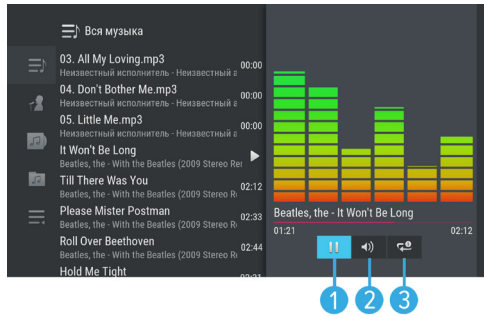 Вся музыка
03. All My Loving.mp3
Неизвестный исполнитель - Неизвестный а
00:00
04. Don't Bother Me.mp3
Неизвестный исполнитель - Неизвестный а
00:00
05. Little Me.mp3
Неизвестный исполнитель - Неизвестный а
00:00
It Won't Be Long
Beatles, the - With the Beatles (2009 Stereo Rer
Till There Was You
Beatles, the - With the Beatles (2009 Stereo R
02:12
Please Mister Postman
Beatles, the - With the Beatles (2009 Stereo R
02:33
Roll Over Beethoven
Beatles, the - With the Beatles (2009 Stereo R
02:44
Hold Me Tight
Beatles, the - It Won't Be Long
01:21
02:12
1
2
3